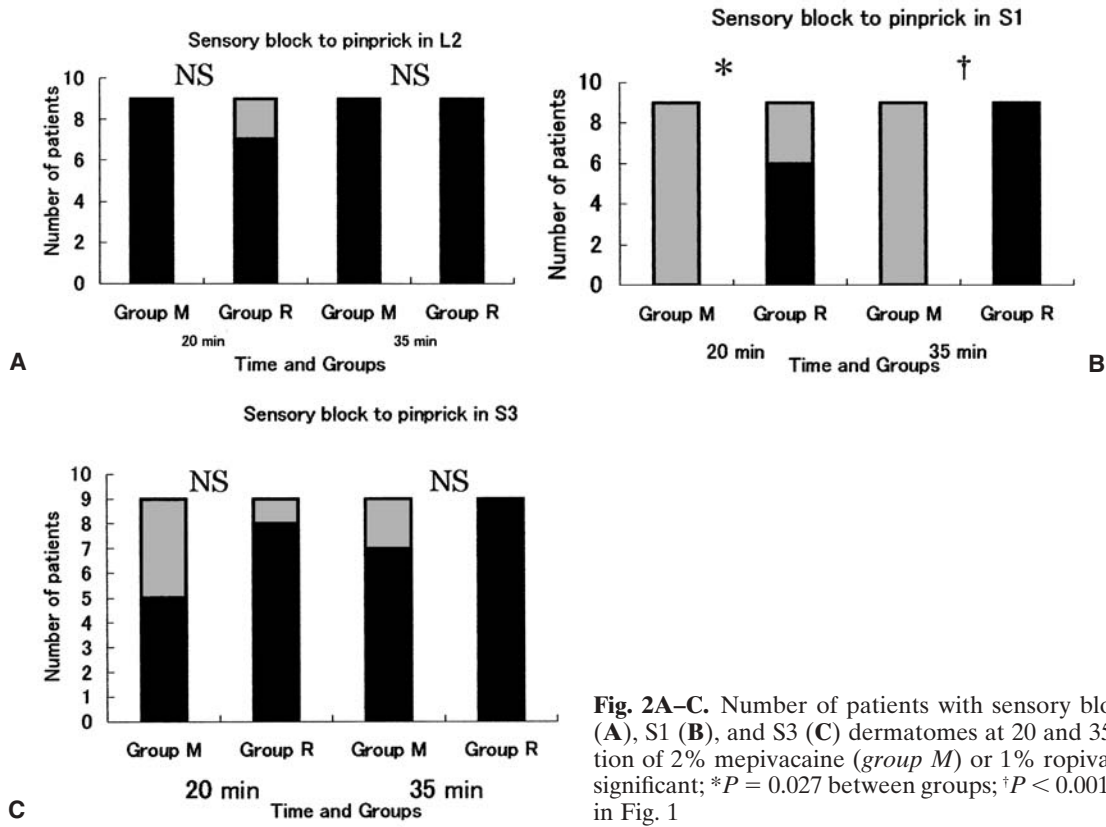 Sensory block to pinprick in L2
NS
NS
Number of patients
10
8
6
4
2
0
Group M
Group R
Group M
Group R
20 min
35 min
Time and Groups
A
Sensory block to pinprick in S1
*
†
Number of patients
10
8
6
4
2
0
Group M
Group R
Group M
Group R
20 min
35 min
Time and Groups
B
Sensory block to pinprick in S3
NS
NS
Number of patients
10
9
8
7
6
5
4
3
2
1
0
Group M
Group R
Group M
Group R
20 min
35 min
Time and Groups
C
Fig. 2A–C. Number of patients with sensory blo
(A), S1 (B), and S3 (C) dermatomes at 20 and 35
tion of 2% mepivacaine (group M) or 1% ropiva
significant; *P = 0.027 between groups; †P < 0.001
in Fig. 1